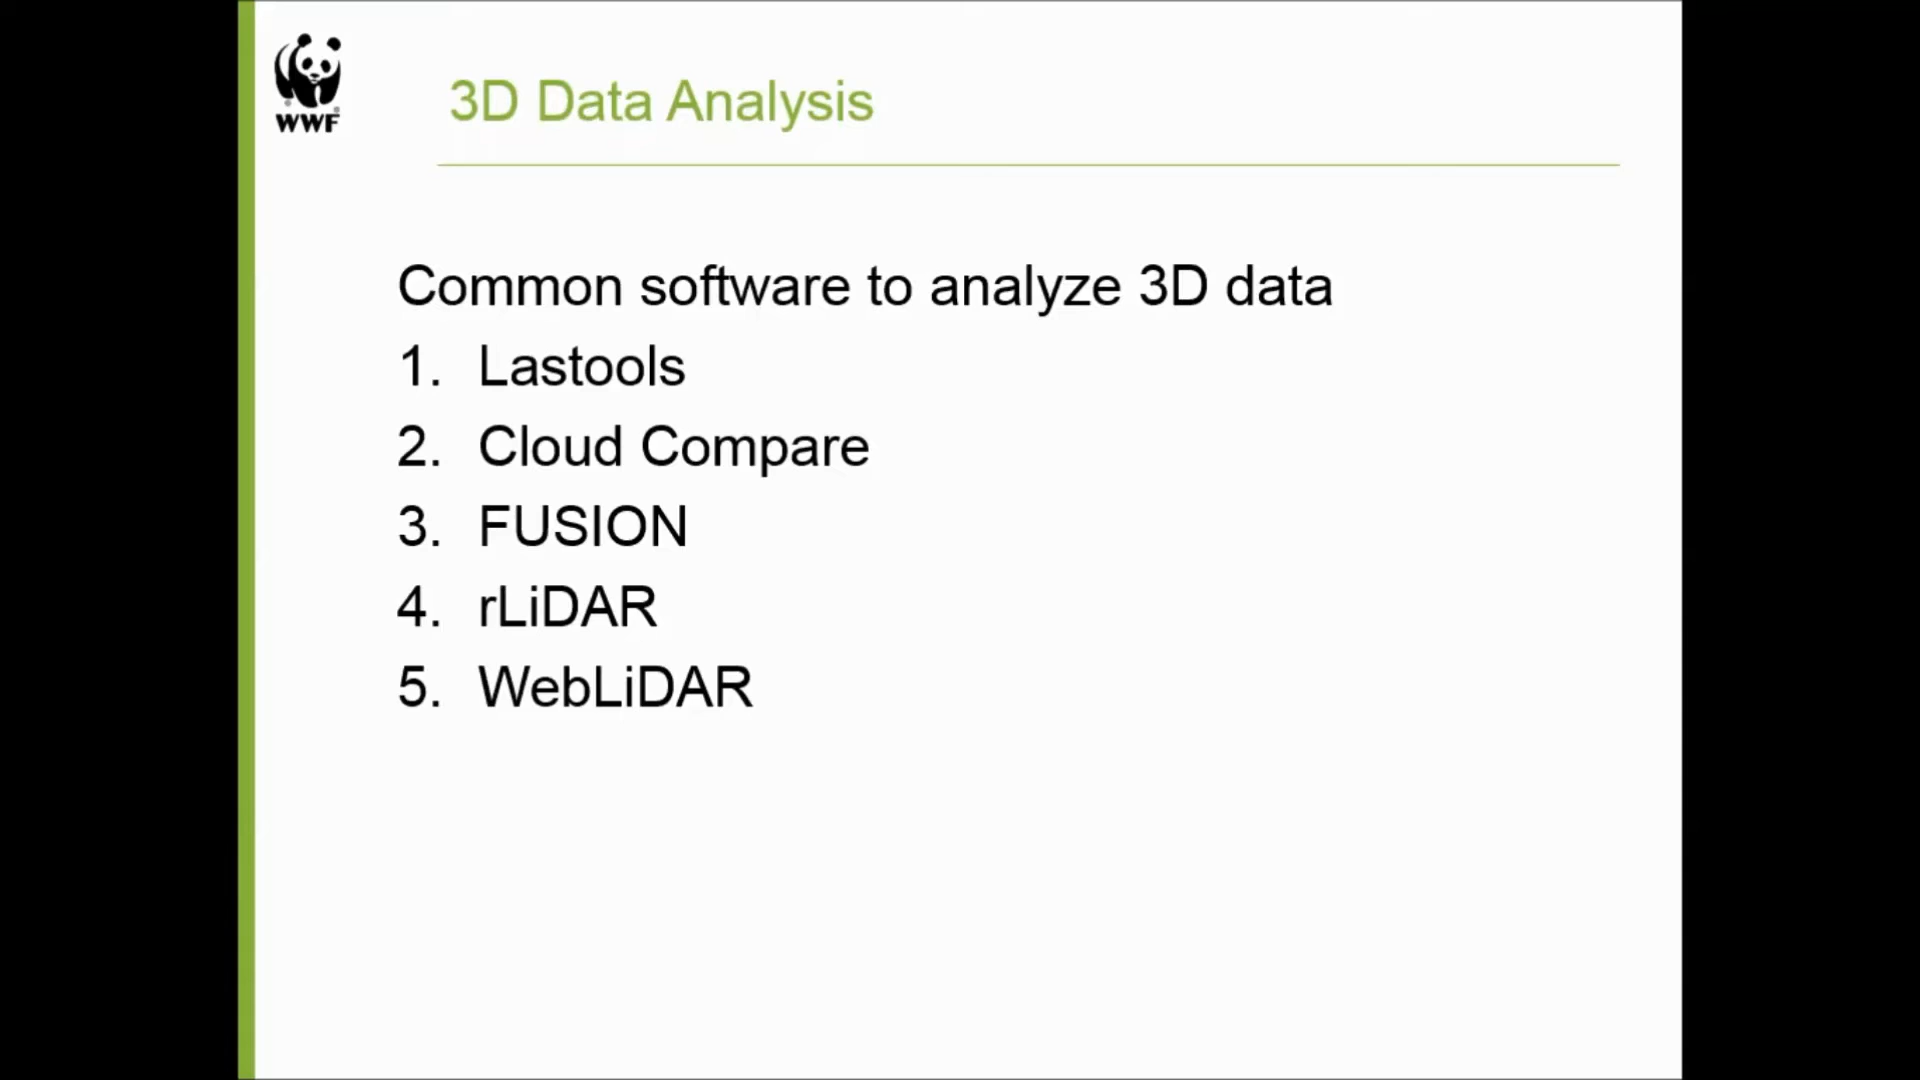 WWF
3D Data Analysis
Common software to analyze 3D data
1. Lastools
2. Cloud Compare
3. FUSION
4. rLiDAR
5. WebLiDAR